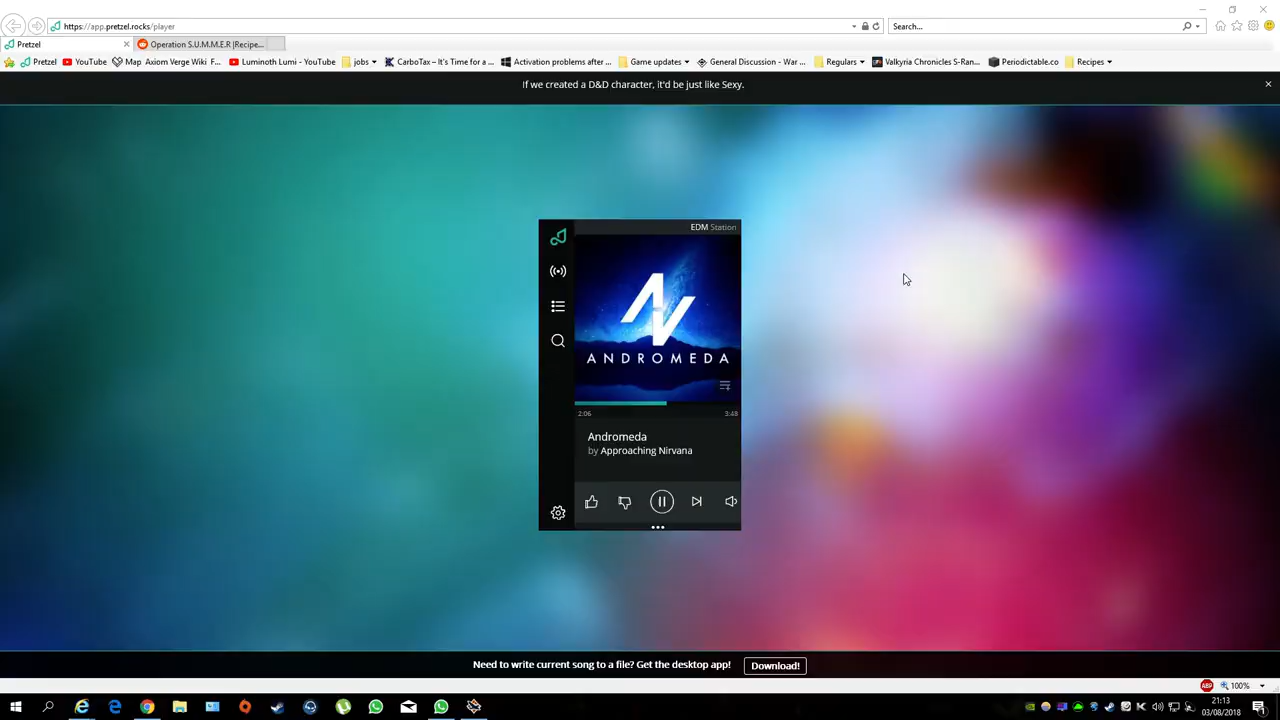 https://app.pretzel.rocks/player
Search...
Pretzel
Operation S.U.M.M.E.R |Recipe...
Pretzel
YouTube
Map Axiom Verge Wiki F...
Luminoth Lumi - YouTube
jobs
CarboTax – It's Time for a ...
Activation problems after ...
Game updates
General Discussion - War ...
Regulars
Valkyria Chronicles S-Ran...
Periodictable.co
Recipes
If we created a D&D character, it'd be just like Sexy.
EDM Station
AN
ANDROMEDA
2:06
3:48
Andromeda
by Approaching Nirvana
Need to write current song to a file? Get the desktop app!
Download!
ABP
100%
21:13
03/08/2018
1